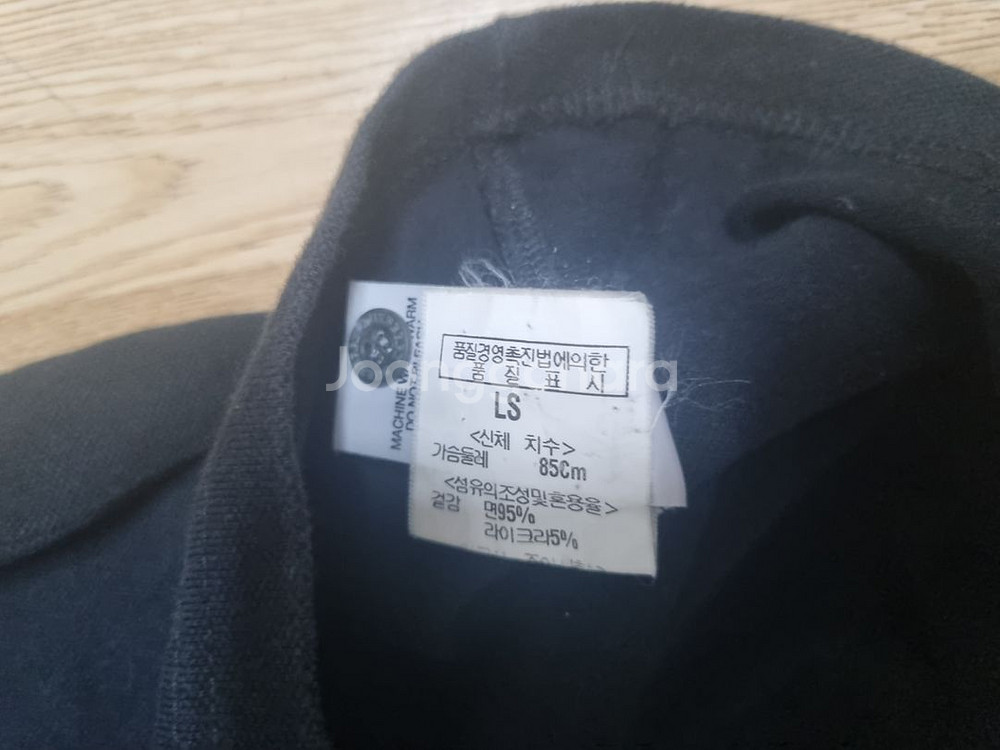 MACHINE W WARM
DO NOT BLEACH
품질경영촉진법에의한
품 질 표 시
LS
<신체 치수>
가슴둘레 85Cm
<섬유의조성및혼용율>
겉감 면95%
라이크라5%